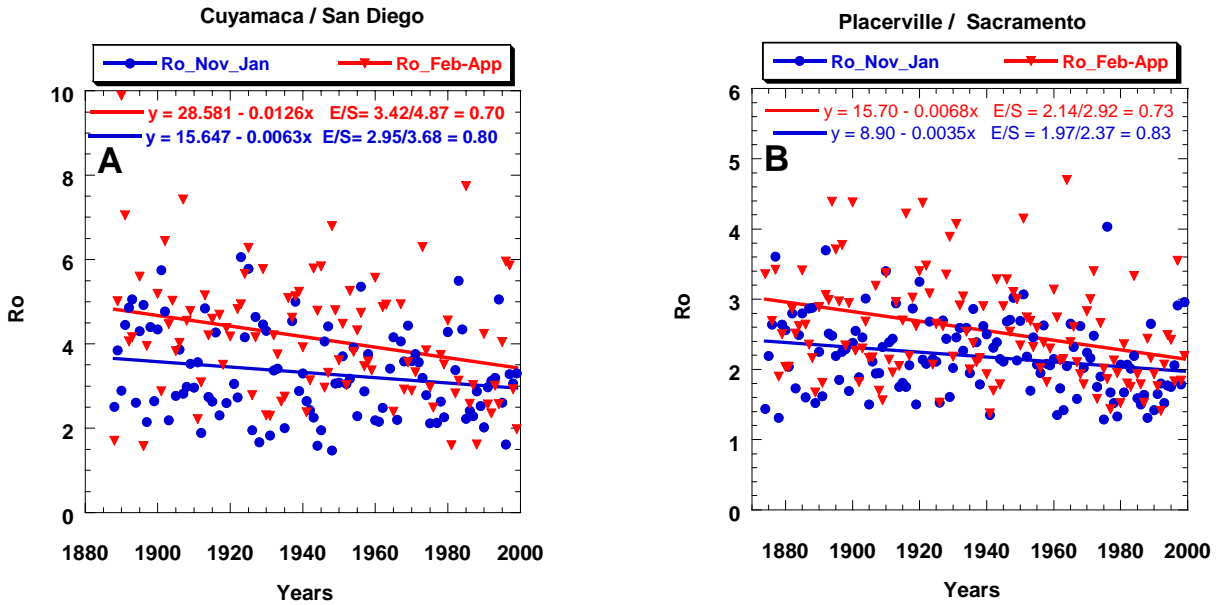 Cuyamaca / San Diego
Ro_Nov_Jan Ro_Feb-App
y = 28.581 - 0.0126x E/S= 3.42/4.87 = 0.70
y = 15.647 - 0.0063x E/S= 2.95/3.68 = 0.80
A
10
8
6
4
2
0
Ro
1880 1900 1920 1940 1960 1980 2000
Years
Placerville / Sacramento
Ro_Nov_Jan Ro_Feb-App
y = 15.70 - 0.0068x E/S = 2.14/2.92 = 0.73
y = 8.90 - 0.0035x E/S = 1.97/2.37 = 0.83
B
6
5
4
3
2
1
0
Ro
1880 1900 1920 1940 1960 1980 2000
Years